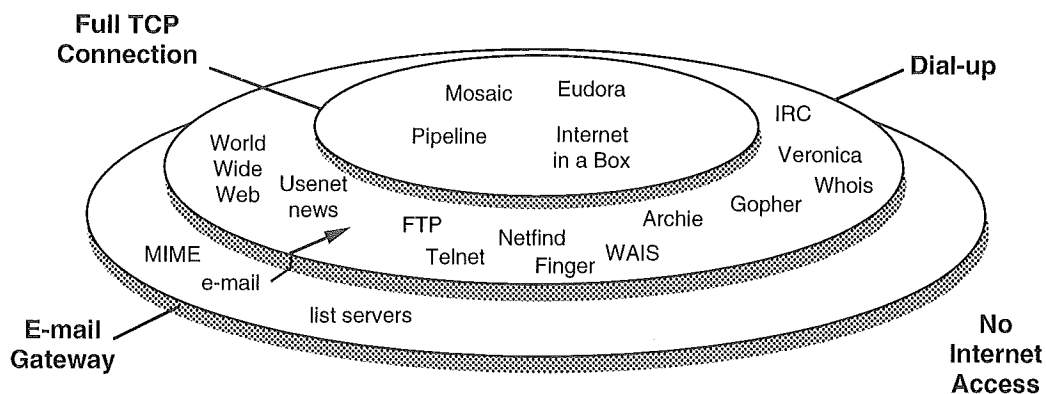 Full TCP
Connection
Dial-up
Mosaic
Eudora
Pipeline
Internet
in a Box
IRC
World
Wide
Web
Usenet
news
Veronica
Whois
Gopher
Archie
FTP
Netfind
Telnet
Finger
WAIS
MIME
e-mail
list servers
E-mail
Gateway
No
Internet
Access